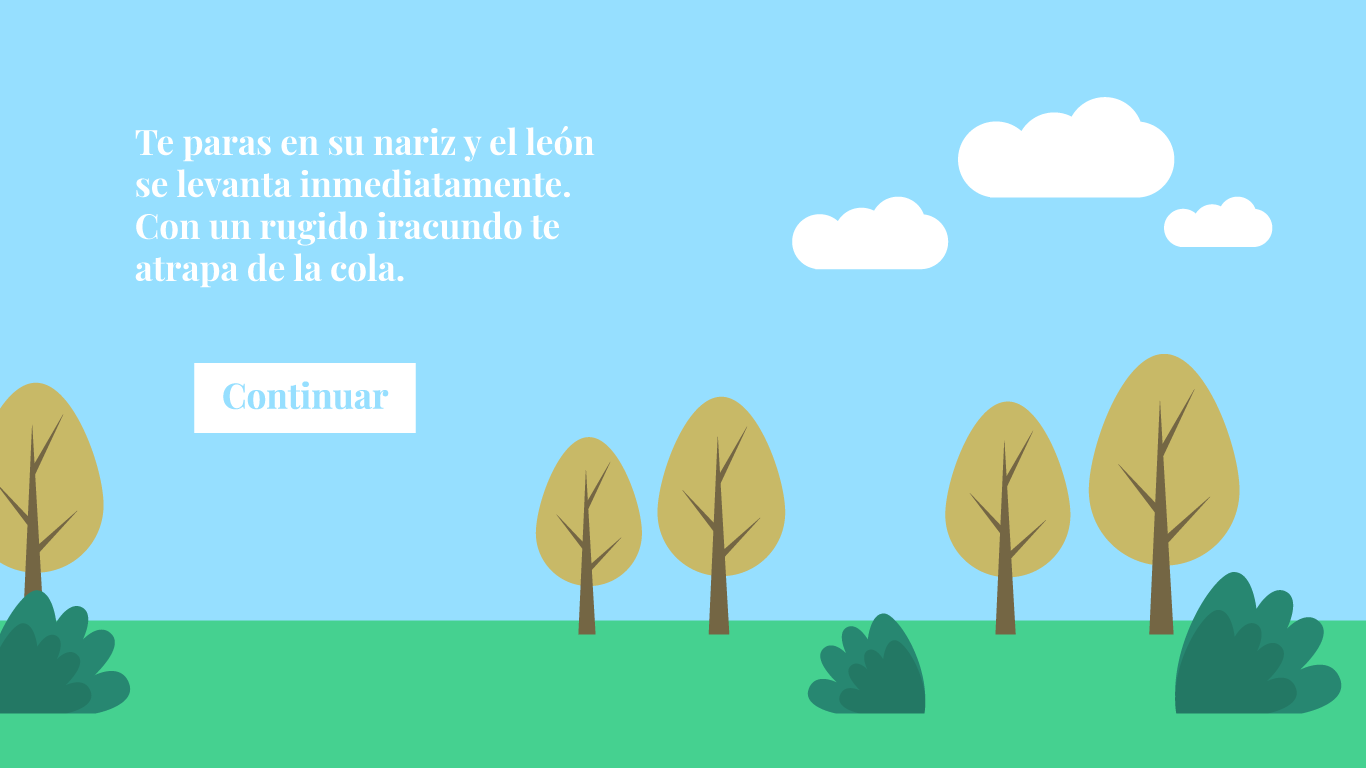 Te paras en su nariz y el león
se levanta inmediatamente.
Con un rugido iracundo te
atrapa de la cola.
Continuar